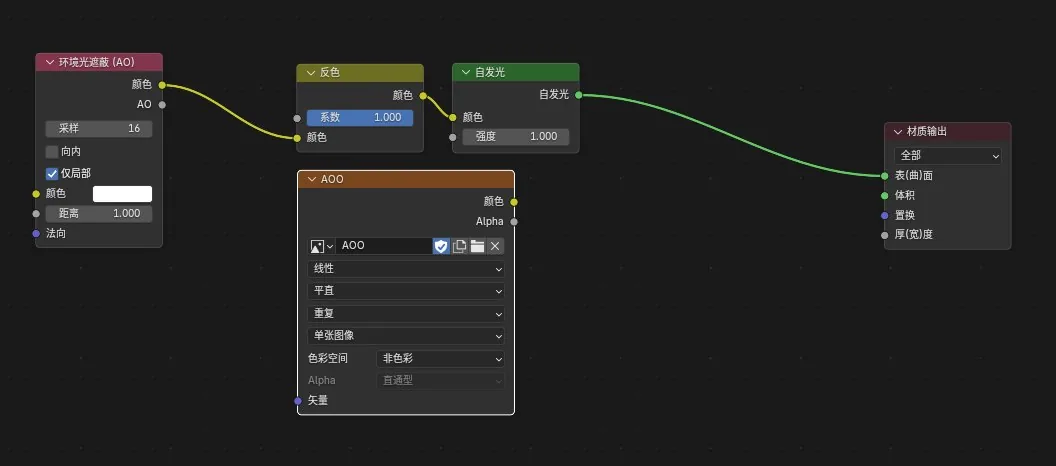 环境光遮蔽 (AO)
颜色
AO
采样 16
向内
仅局部
颜色
距离 1.000
法向
反色
颜色
系数 1.000
颜色
自发光
自发光
颜色
强度 1.000
AOO
颜色
Alpha
AOO
线性
平直
重复
单张图像
色彩空间 非色彩
Alpha 直通型
矢量
材质输出
全部
表(曲)面
体积
置换
厚(宽)度